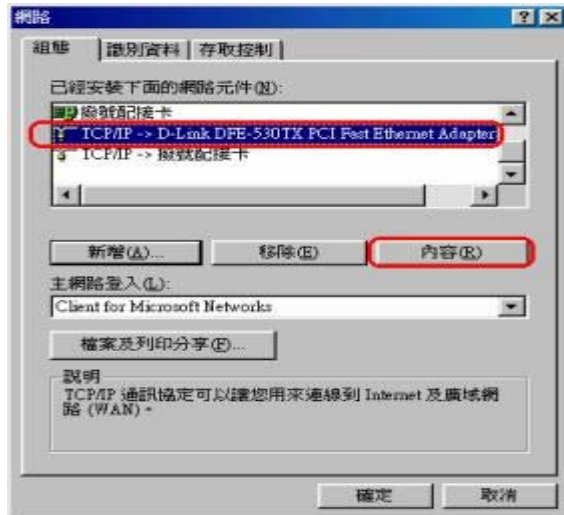 網路
組態 識別資料 存取控制
已經安裝下面的網路元件(N):
撥號配接卡
TCP/IP -> D-Link DFE-530TX PCI Fast Ethernet Adapter
TCP/IP -> 撥號配接卡
新增(A)... 移除(E) 內容(R)
主網路登入(L):
Client for Microsoft Networks
檔案及列印分享(F)...
說明
TCP/IP 通訊協定可以讓您用來連線到 Internet 及廣域網
路 (WAN)。
確定 取消